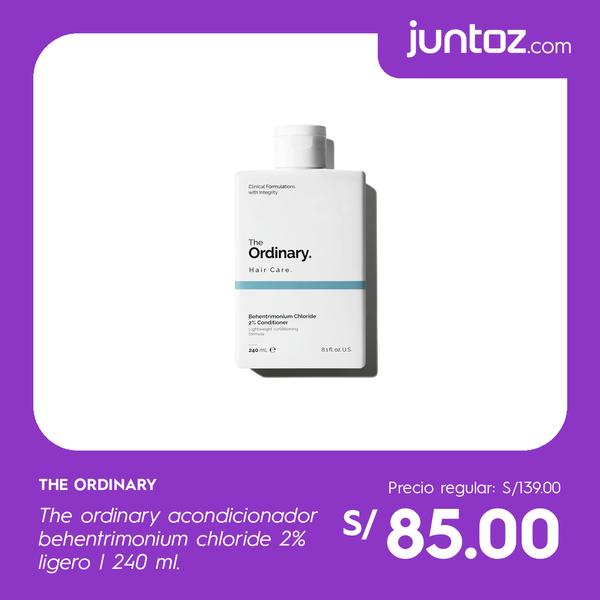 juntoz.com
Clinical Formulations
with Integrity
The
Ordinary.
Hair Care.
Behentrimonium Chloride
2% Conditioner
Lightweight conditioning
formula
240 mL ℮ 8.1 fl. oz. U.S.
THE ORDINARY
The ordinary acondicionador
behentrimonium chloride 2%
ligero | 240 ml.
Precio regular: S/139.00
S/ 85.00